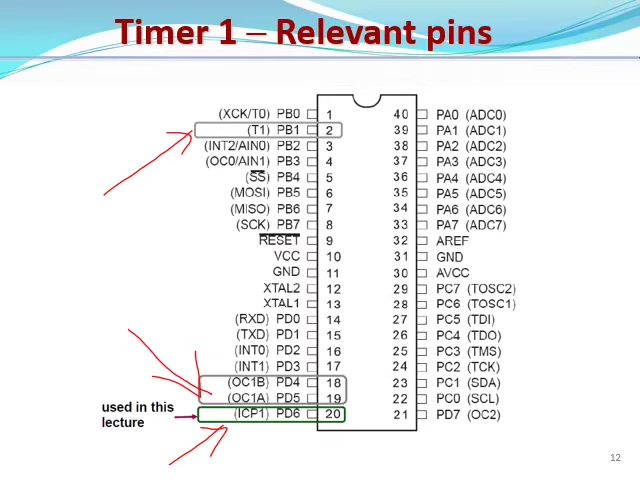 Timer 1 – Relevant pins
(XCK/T0) PB0 1 40 PA0 (ADC0)
(T1) PB1 2 39 PA1 (ADC1)
(INT2/AIN0) PB2 3 38 PA2 (ADC2)
(OC0/AIN1) PB3 4 37 PA3 (ADC3)
(SS) PB4 5 36 PA4 (ADC4)
(MOSI) PB5 6 35 PA5 (ADC5)
(MISO) PB6 7 34 PA6 (ADC6)
(SCK) PB7 8 33 PA7 (ADC7)
RESET 9 32 AREF
VCC 10 31 GND
GND 11 30 AVCC
XTAL2 12 29 PC7 (TOSC2)
XTAL1 13 28 PC6 (TOSC1)
(RXD) PD0 14 27 PC5 (TDI)
(TXD) PD1 15 26 PC4 (TDO)
(INT0) PD2 16 25 PC3 (TMS)
(INT1) PD3 17 24 PC2 (TCK)
(OC1B) PD4 18 23 PC1 (SDA)
(OC1A) PD5 19 22 PC0 (SCL)
(ICP1) PD6 20 21 PD7 (OC2)
used in this
lecture
12